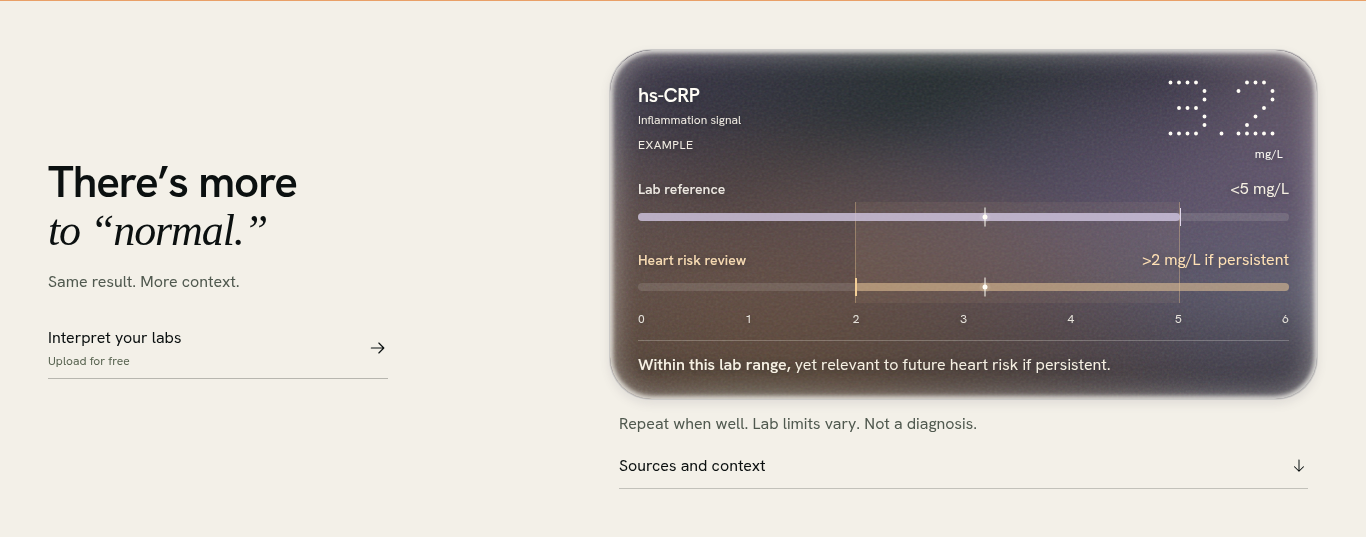 There’s more
to “normal.”
Same result. More context.
Interpret your labs
Upload for free
hs-CRP
Inflammation signal
EXAMPLE
3.2
mg/L
Lab reference
<5 mg/L
Heart risk review
>2 mg/L if persistent
0 1 2 3 4 5 6
Within this lab range, yet relevant to future heart risk if persistent.
Repeat when well. Lab limits vary. Not a diagnosis.
Sources and context